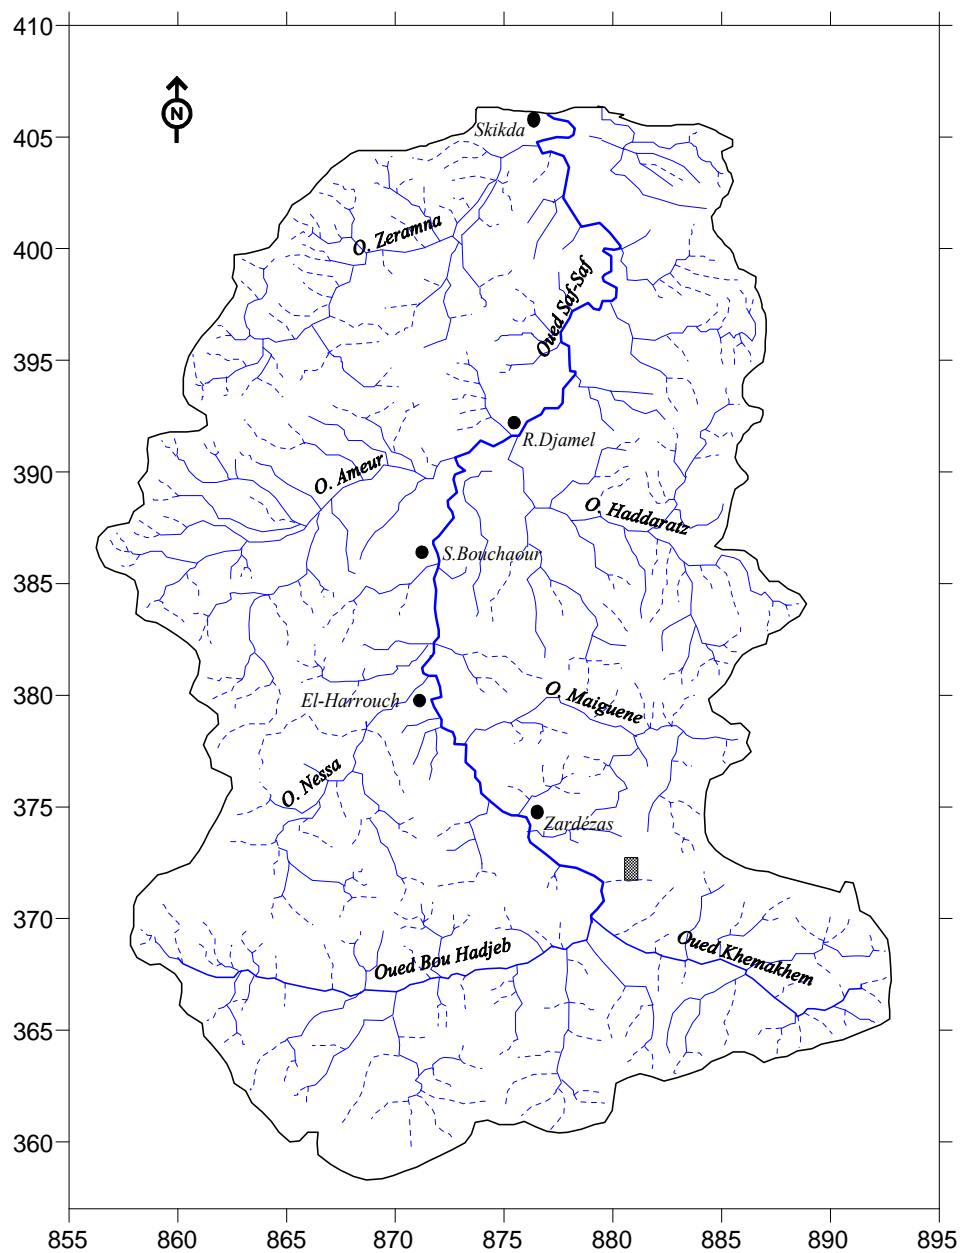 410
N
Skikda
405
O. Zeramna
400
Oued Saf-Saf
395
R.Djamel
390
O. Ameur
O. Haddaratz
S.Bouchaour
385
380
El-Harrouch
O. Maiguene
O. Nessa
375
Zardézas
370
Oued Bou Hadjeb
Oued Khemakhem
365
360
855 860 865 870 875 880 885 890 895